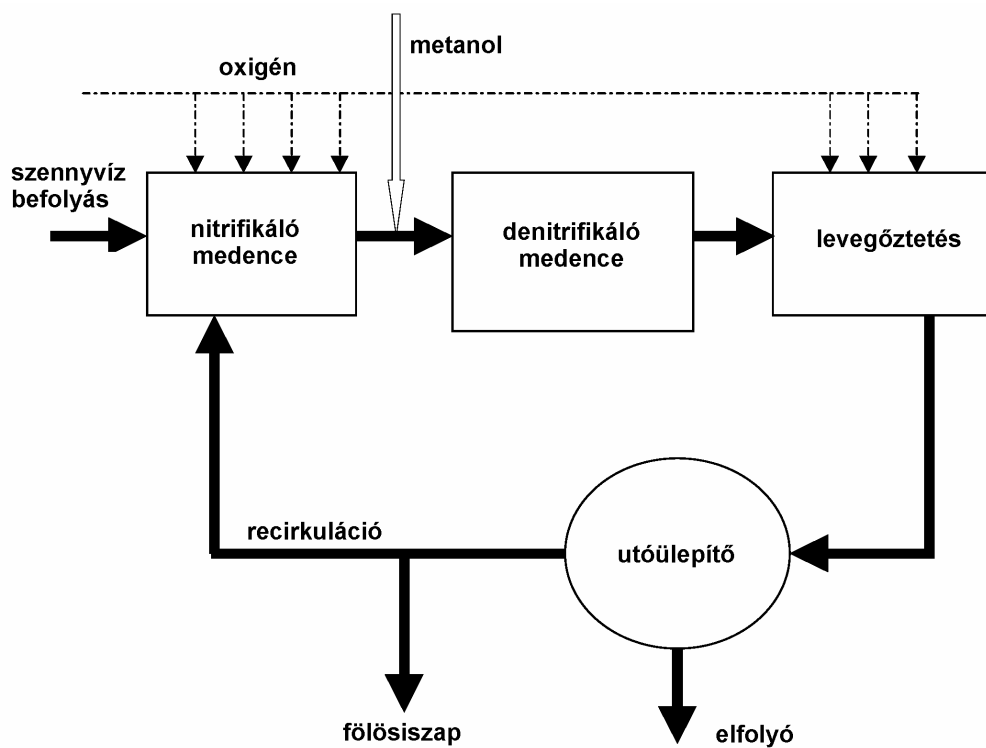 metanol
oxigén
szennyvíz
befolyás
nitrifikáló
medence
denitrifikáló
medence
levegőztetés
recirkuláció
utóülepítő
fölösiszap
elfolyó